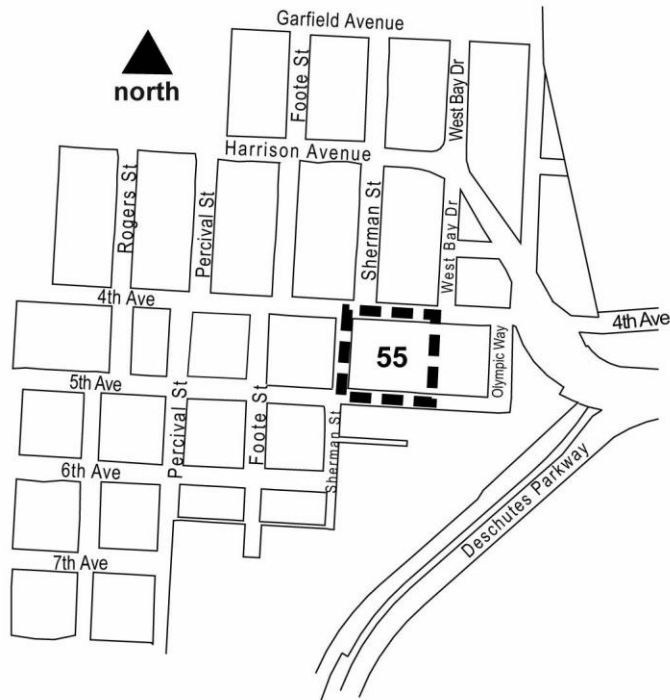 Garfield Avenue
north
Foote St
West Bay Dr
Harrison Avenue
Rogers St
Percival St
Sherman St
West Bay Dr
4th Ave
4th Ave
55
Olympic Way
5th Ave
Percival St
Foote St
Sherman St
6th Ave
Deschutes Parkway
7th Ave